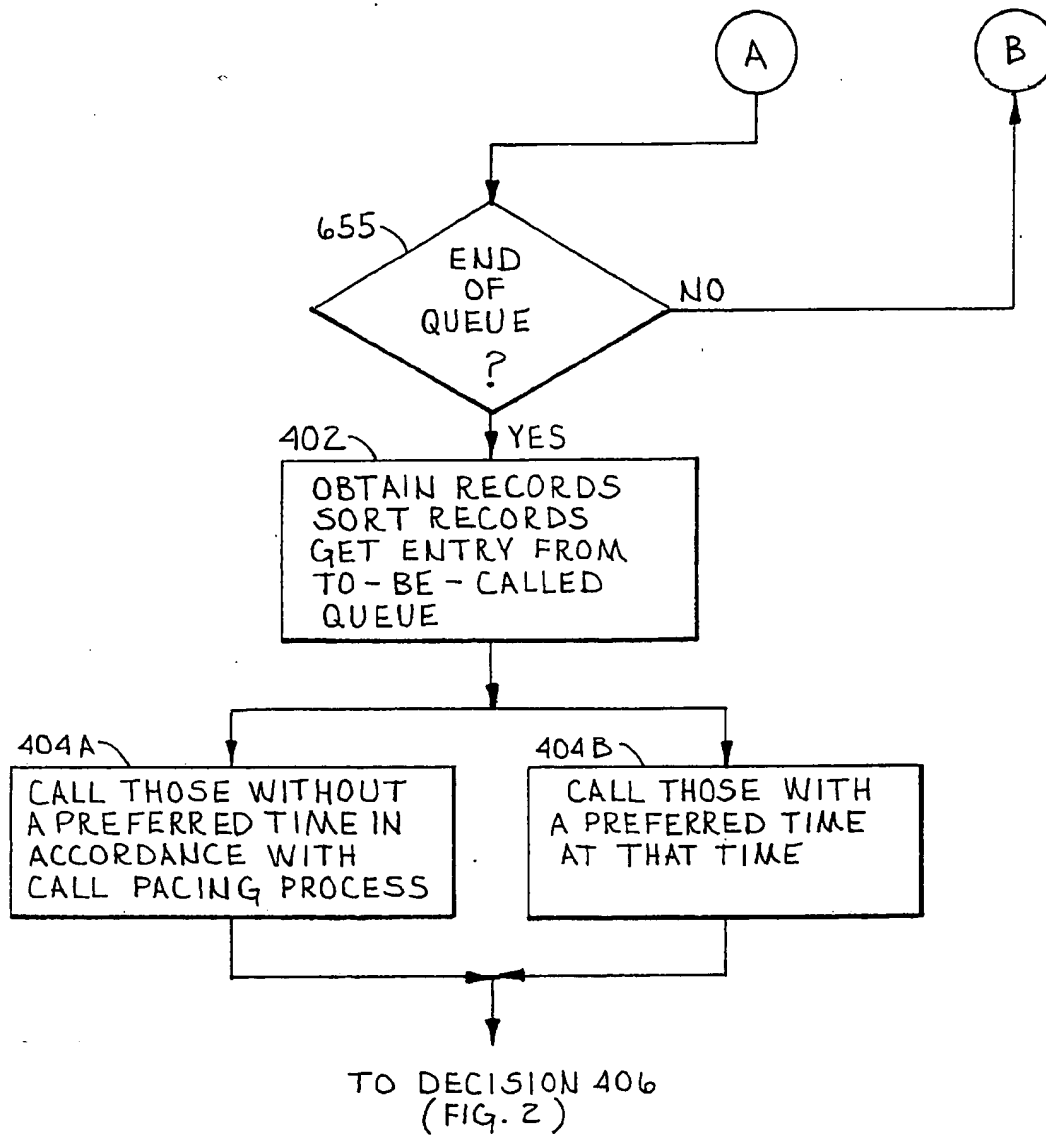 A
B
655
END
OF
QUEUE
?
NO
YES
402
OBTAIN RECORDS
SORT RECORDS
GET ENTRY FROM
TO-BE-CALLED
QUEUE
404A
CALL THOSE WITHOUT
A PREFERRED TIME IN
ACCORDANCE WITH
CALL PACING PROCESS
404B
CALL THOSE WITH
A PREFERRED TIME
AT THAT TIME
TO DECISION 406
(FIG. 2)